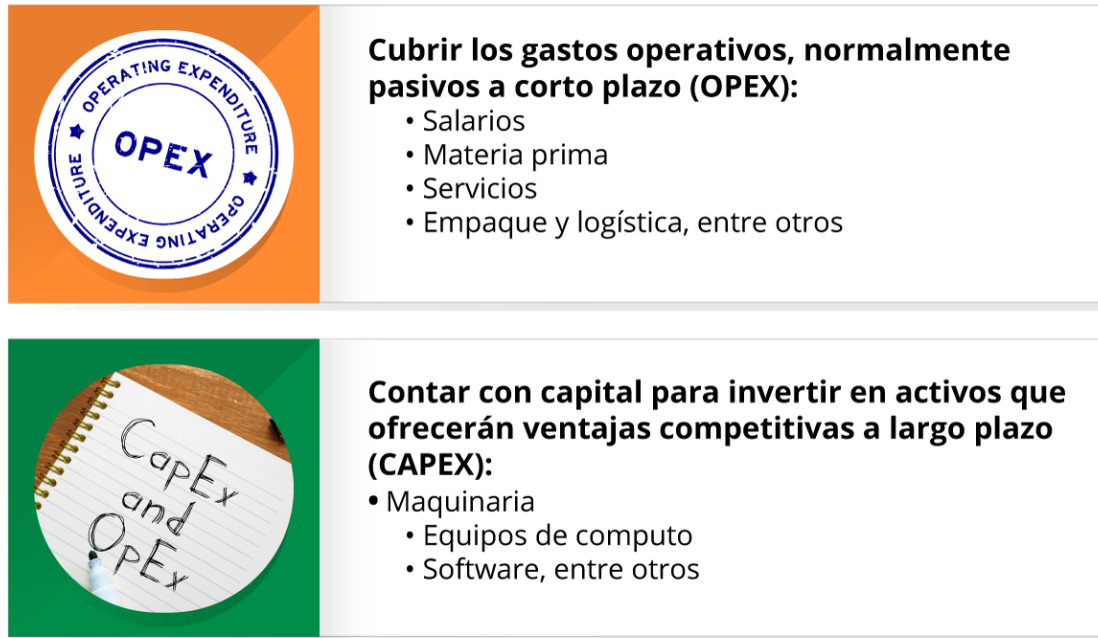 OPERATING EXPENDITURE
OPEX
OPERATING EXPENDITURE
Cubrir los gastos operativos, normalmente
pasivos a corto plazo (OPEX):
• Salarios
• Materia prima
• Servicios
• Empaque y logística, entre otros
CapEx
and
OpEx
Contar con capital para invertir en activos que
ofrecerán ventajas competitivas a largo plazo
(CAPEX):
• Maquinaria
• Equipos de computo
• Software, entre otros